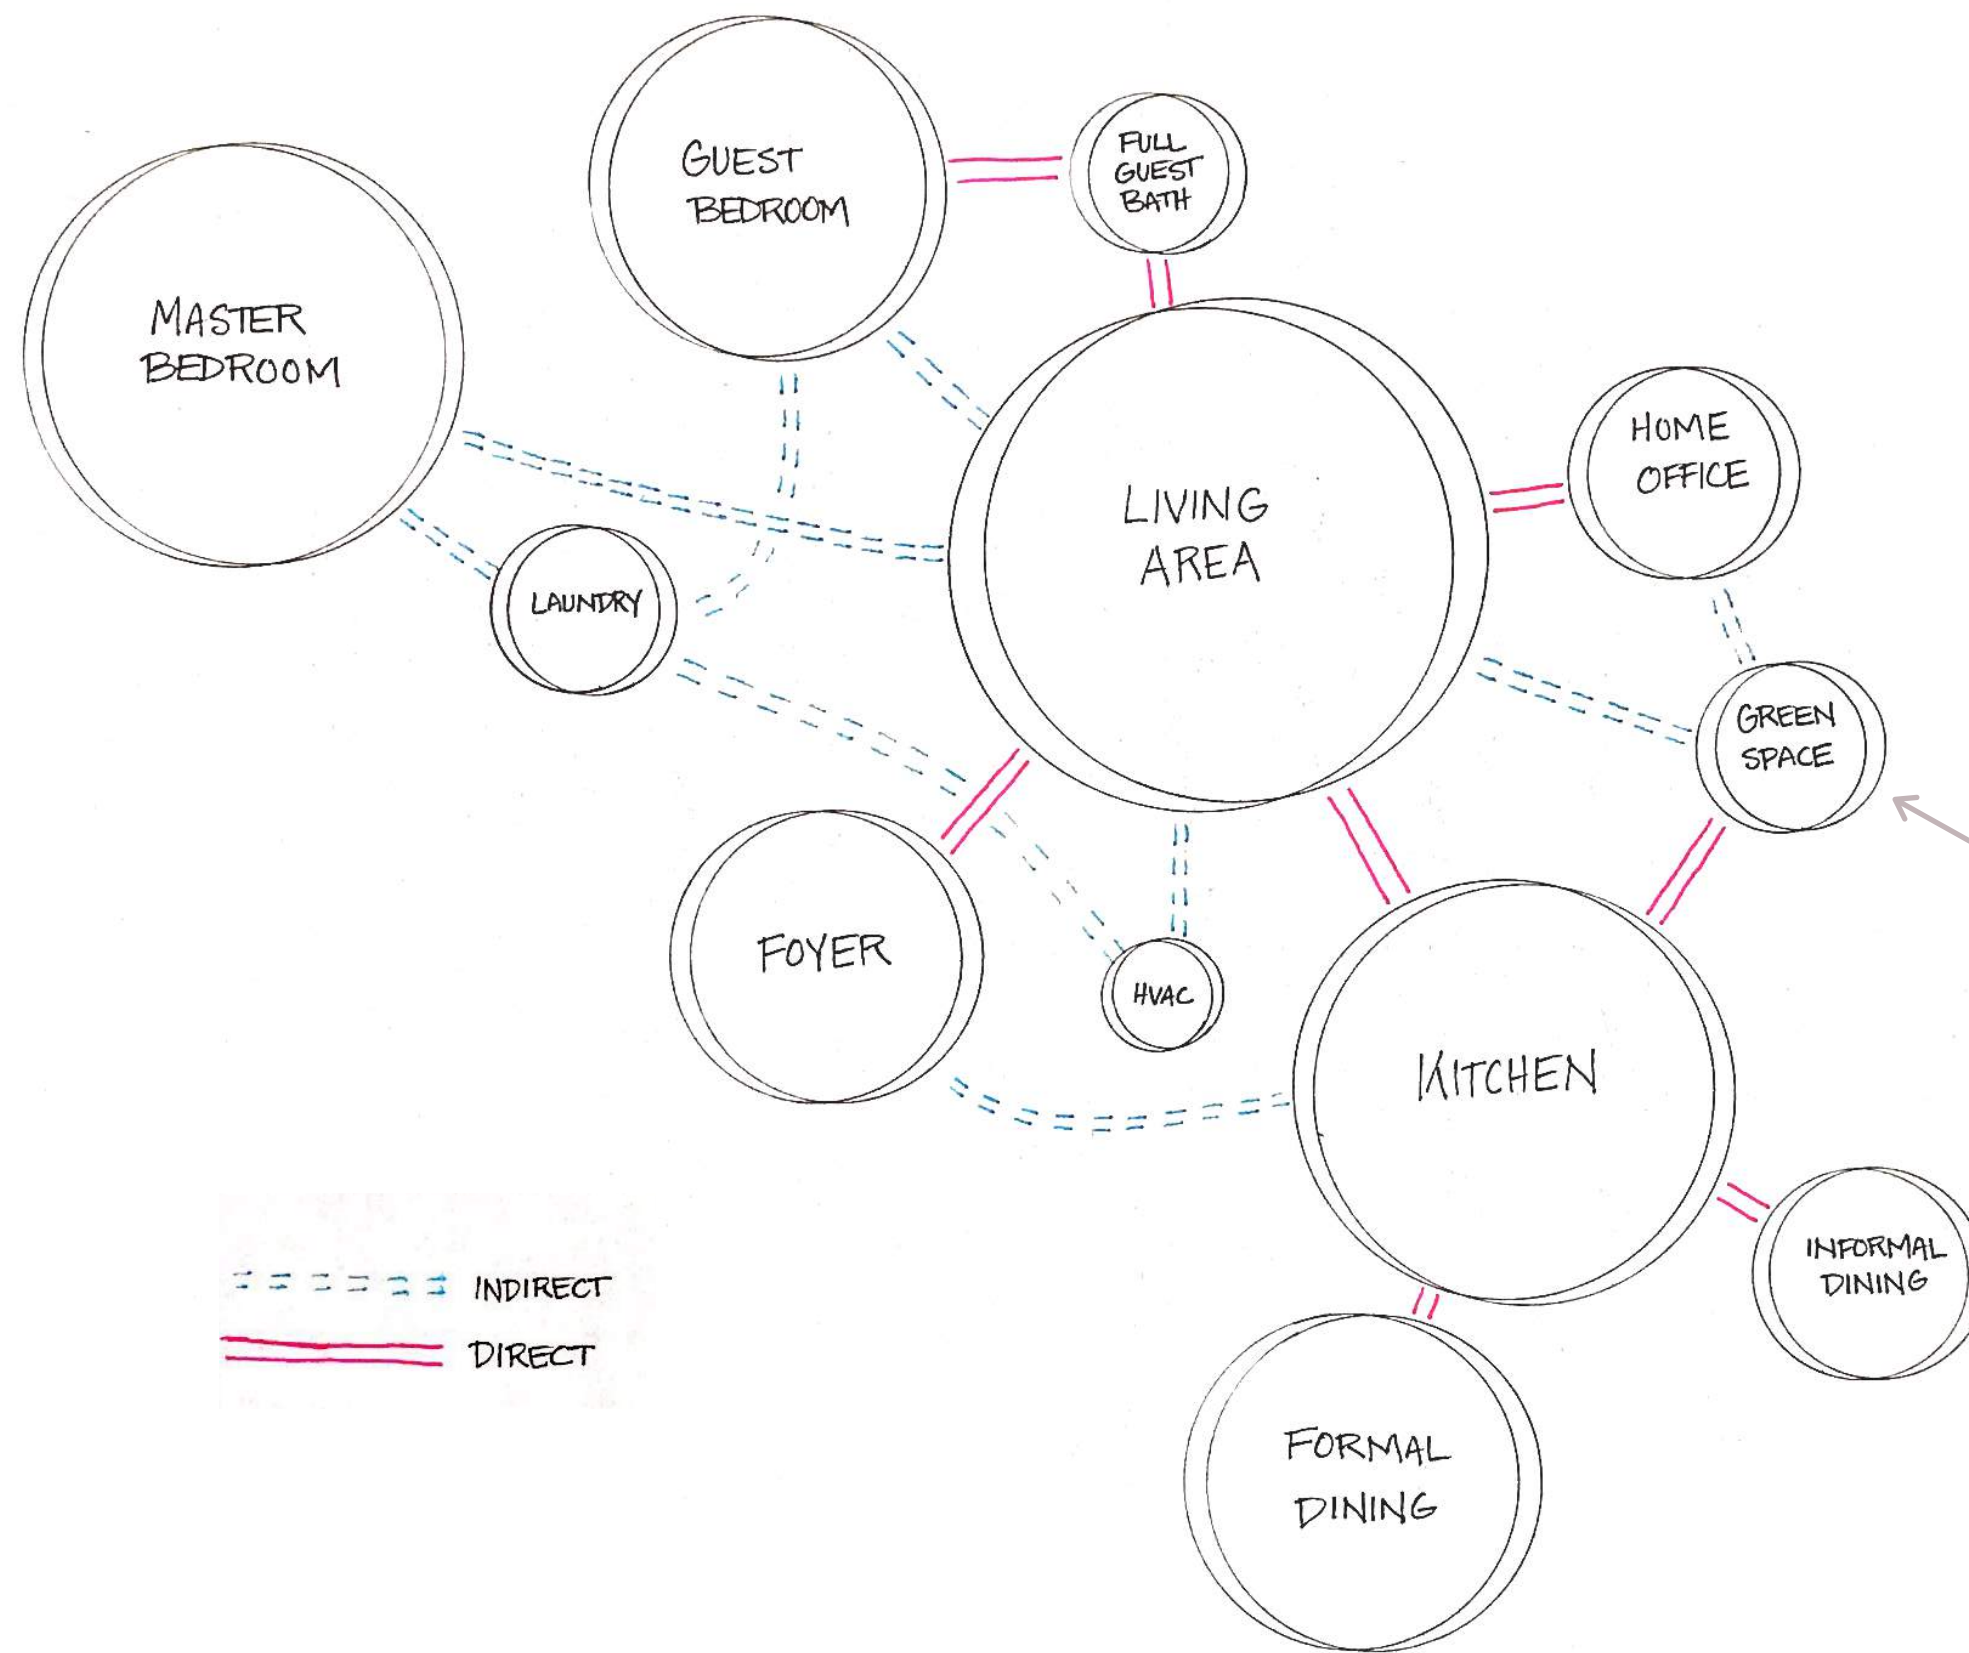 GUEST
BEDROOM
FULL
GUEST
BATH
MASTER
BEDROOM
HOME
OFFICE
LIVING
AREA
LAUNDRY
GREEN
SPACE
FOYER
HVAC
KITCHEN
INFORMAL
DINING
INDIRECT
DIRECT
FORMAL
DINING